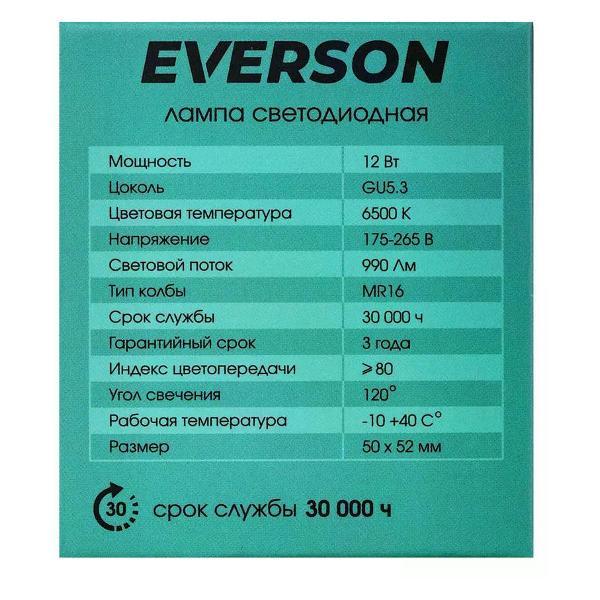 EVERSON
лампа светодиодная
Мощность 12 Вт
Цоколь GU5.3
Цветовая температура 6500 К
Напряжение 175-265 В
Световой поток 990 Лм
Тип колбы MR16
Срок службы 30 000 ч
Гарантийный срок 3 года
Индекс цветопередачи ⩾80
Угол свечения 120°
Рабочая температура -10 +40 С°
Размер 50 х 52 мм
30 срок службы 30 000 ч